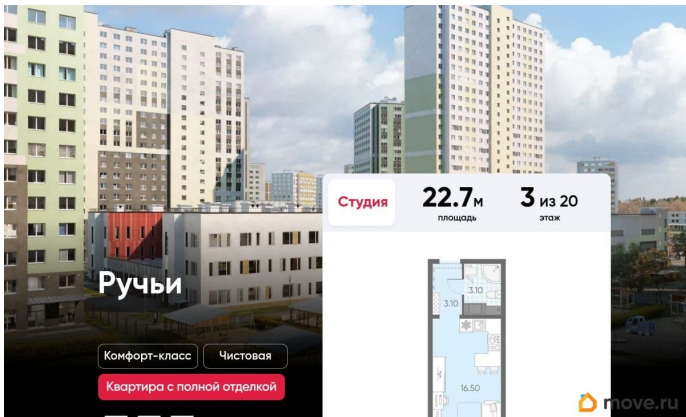 Студия
22.7 м
площадь
3 из 20
этаж
Ручьи
3.10
3.10
16.50
Комфорт-класс
Чистовая
Квартира с полной отделкой
move.ru